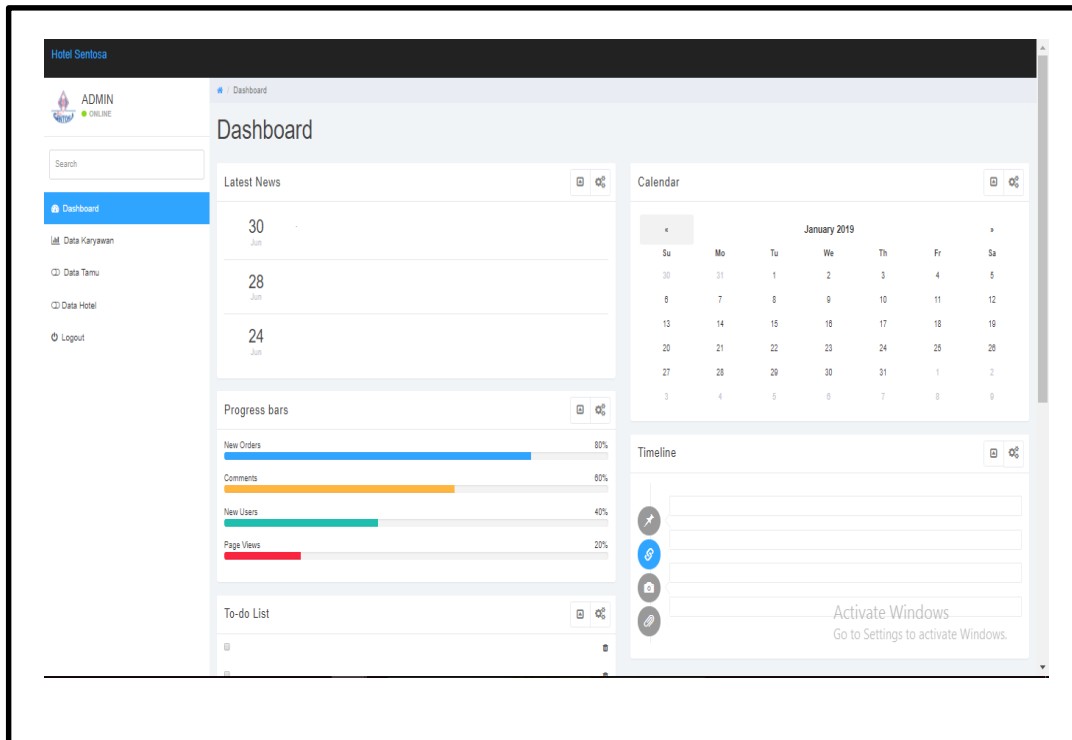 Hotel Sentosa
ADMIN
ONLINE
Search
Dashboard
Data Karyawan
Data Tamu
Data Hotel
Logout
/ Dashboard
Dashboard
Latest News
30
Jun
28
Jun
24
Jun
Progress bars
New Orders 80%
Comments 60%
New Users 40%
Page Views 20%
To-do List
Calendar
« January 2019 »
Su Mo Tu We Th Fr Sa
30 31 1 2 3 4 5
6 7 8 9 10 11 12
13 14 15 16 17 18 19
20 21 22 23 24 25 26
27 28 29 30 31 1 2
3 4 5 6 7 8 9
Timeline
Activate Windows
Go to Settings to activate Windows.